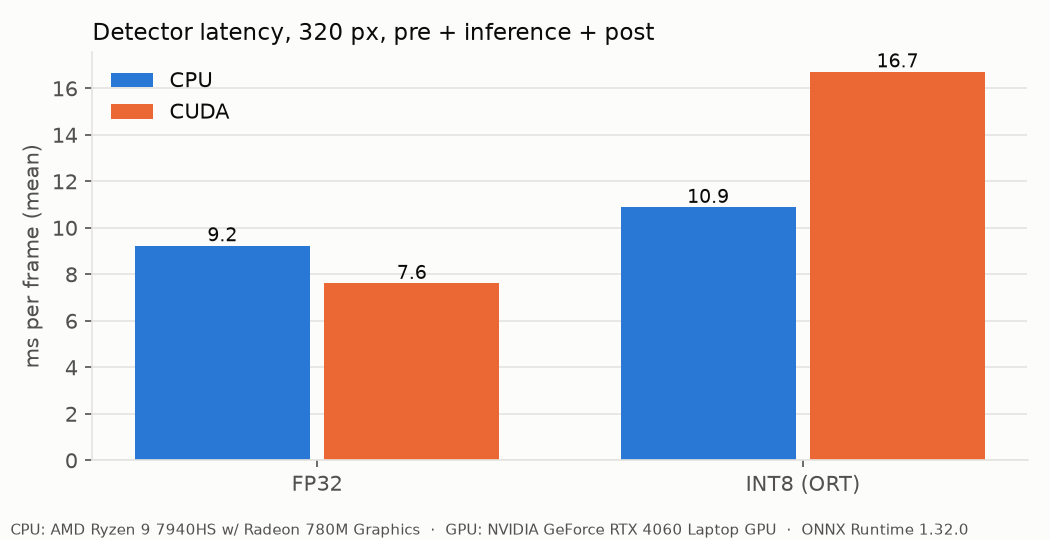 Detector latency, 320 px, pre + inference + post
CPU
CUDA
ms per frame (mean)
16
14
12
10
8
6
4
2
0
9.2
7.6
10.9
16.7
FP32
INT8 (ORT)
CPU: AMD Ryzen 9 7940HS w/ Radeon 780M Graphics · GPU: NVIDIA GeForce RTX 4060 Laptop GPU · ONNX Runtime 1.32.0